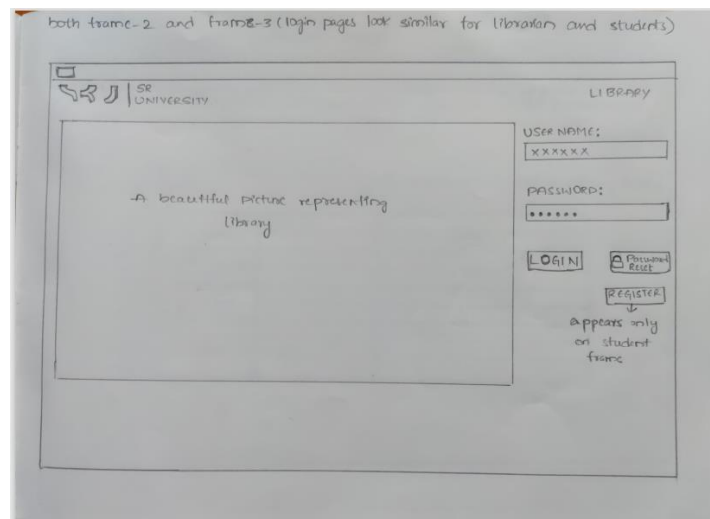 both frame-2 and frame-3 (login pages look similar for librarian and students)
SR
UNIVERSITY
LIBRARY
USER NAME:
xxxxxx
PASSWORD:
••••••
A beautiful picture representing
library
LOGIN
Password
Reset
REGISTER
appears only
on student
frame